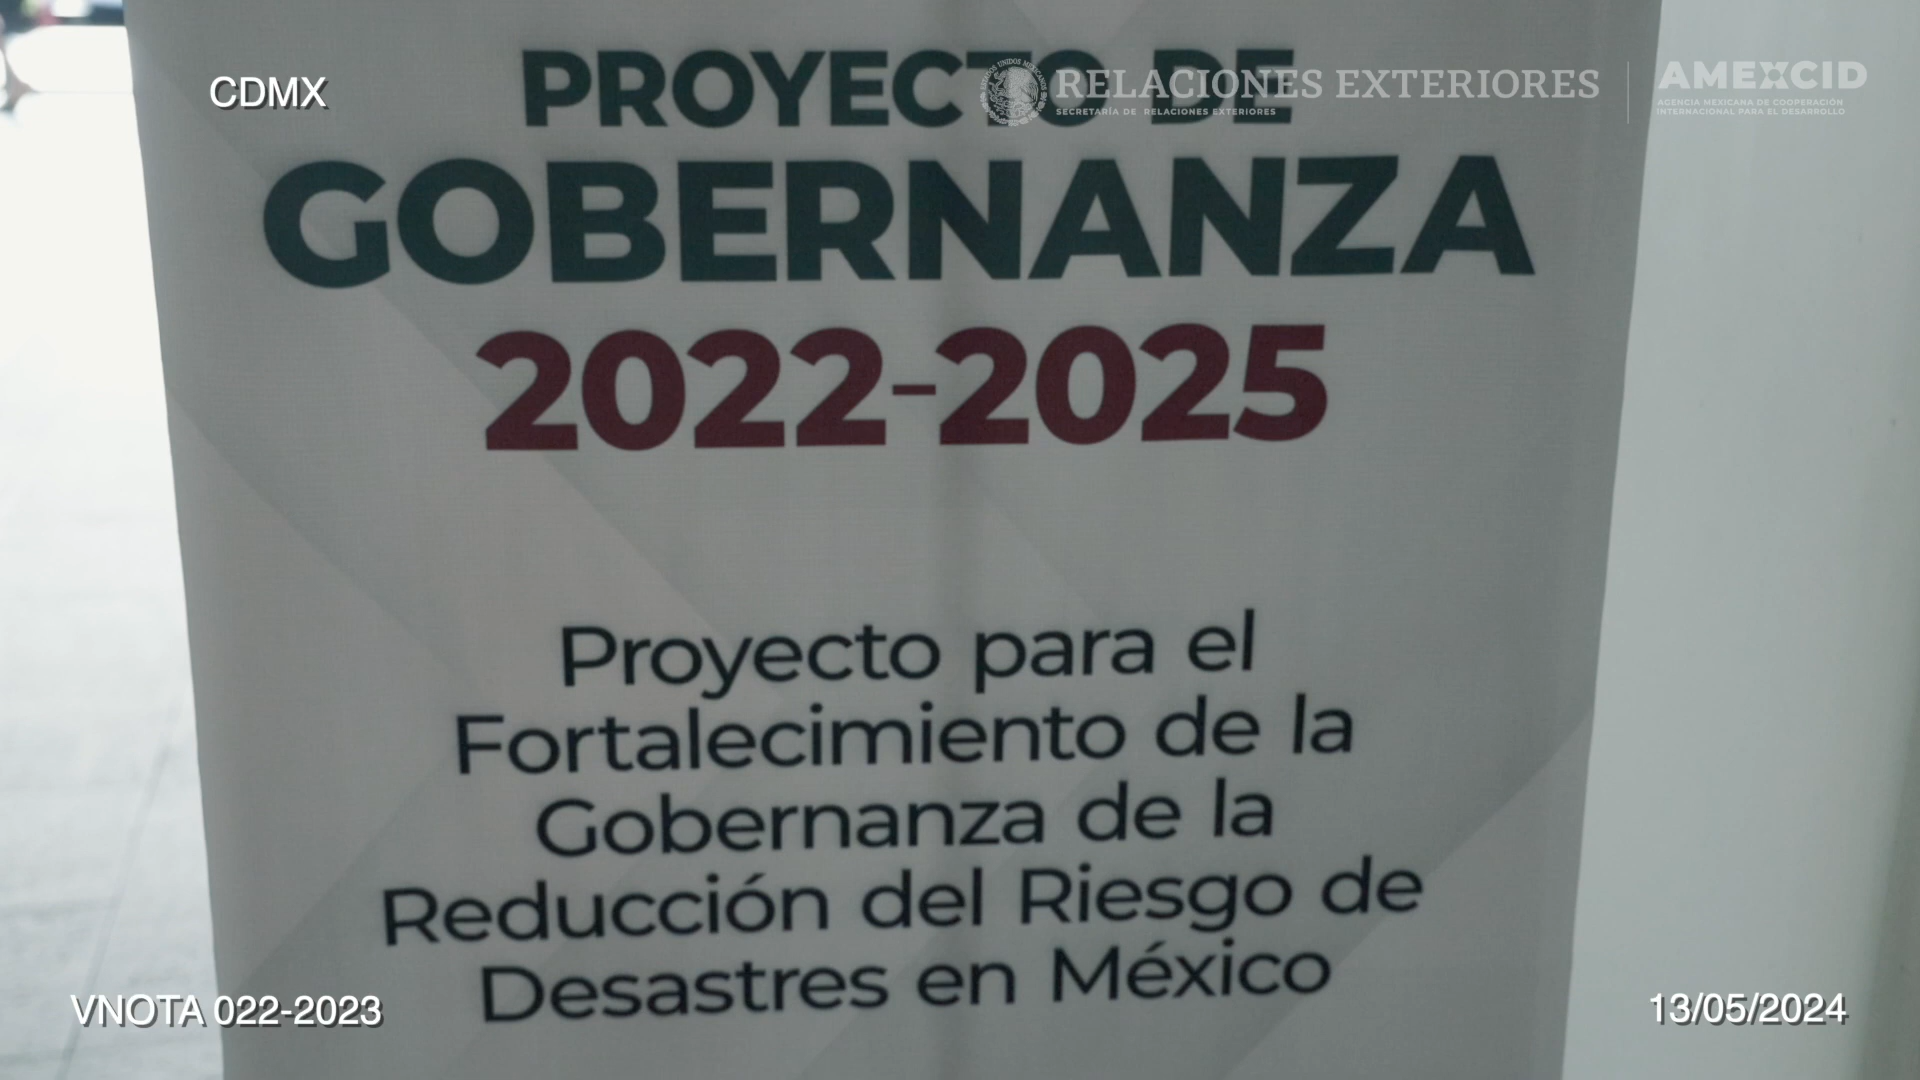 CDMX
RELACIONES EXTERIORES
SECRETARÍA DE RELACIONES EXTERIORES
AMEXCID
AGENCIA MEXICANA DE COOPERACIÓN
INTERNACIONAL PARA EL DESARROLLO
PROYECTO DE
GOBERNANZA
2022-2025
Proyecto para el
Fortalecimiento de la
Gobernanza de la
Reducción del Riesgo de
Desastres en México
VNOTA 022-2023
13/05/2024